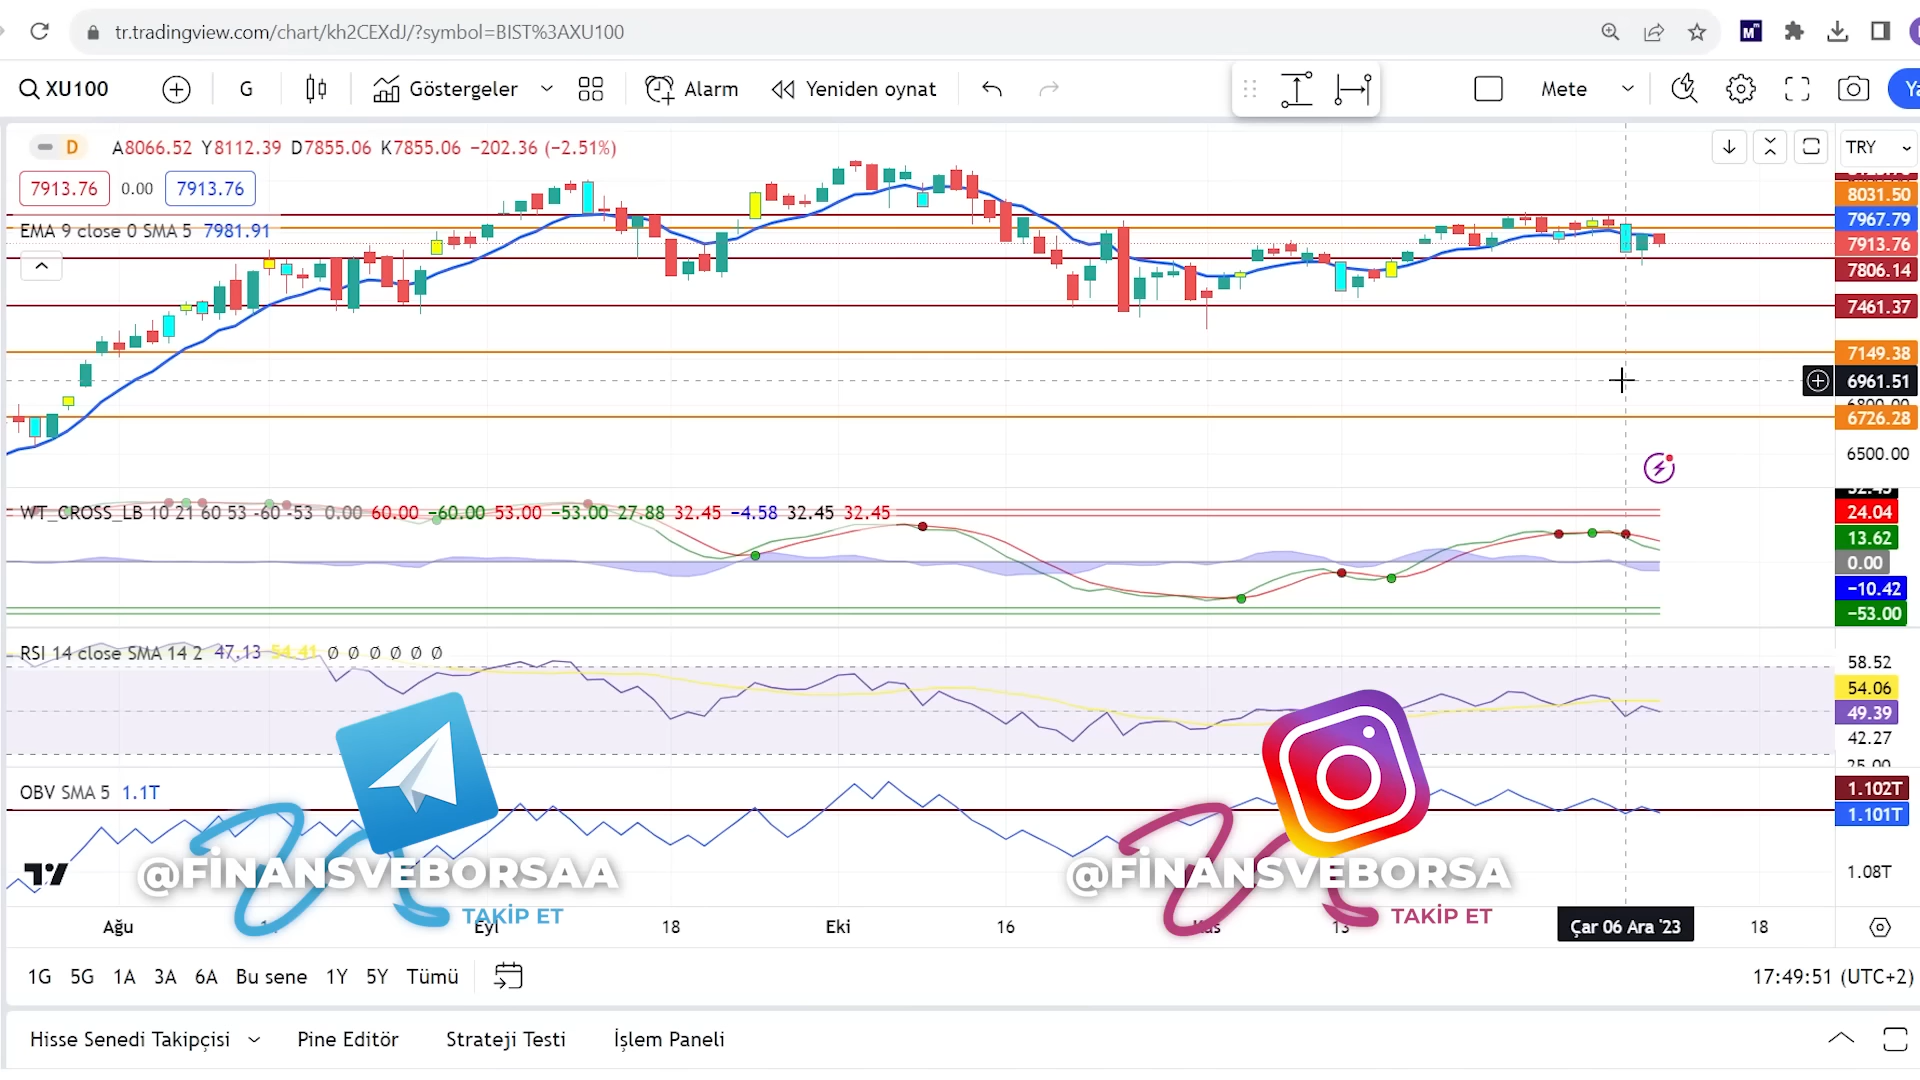 tr.tradingview.com/chart/kh2CEXdJ/?symbol=BIST%3AXU100
XU100 G Göstergeler Alarm Yeniden oynat Mete
D A8066.52 Y8112.39 D7855.06 K7855.06 −202.36 (−2.51%)
TRY
7913.76 0.00 7913.76
8031.50
7967.79
EMA 9 close 0 SMA 5 7981.91
7913.76
7806.14
7461.37
7149.38
6961.51
6726.28
6500.00
WT_CROSS_LB 10 21 60 53 -60 -53 0.00 60.00 −60.00 53.00 −53.00 27.88 32.45 −4.58 32.45 32.45
24.04
13.62
0.00
−10.42
−53.00
RSI 14 close SMA 14 2 47.13 54.41 Ø Ø Ø Ø Ø Ø
58.52
54.06
49.39
42.27
25.00
OBV SMA 5 1.1T
1.102T
1.101T
1.08T
@FİNANSVEBORSAA
TAKİP ET
@FİNANSVEBORSA
TAKİP ET
Ağu Eyl 18 Eki 16 Kas 13 Çar 06 Ara '23 18
1G 5G 1A 3A 6A Bu sene 1Y 5Y Tümü
17:49:51 (UTC+2)
Hisse Senedi Takipçisi Pine Editör Strateji Testi İşlem Paneli